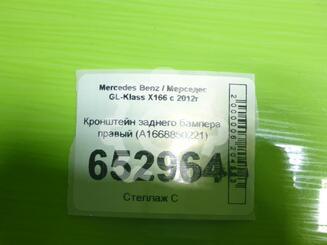 Mercedes Benz / Мерседес
GL-Klass X166 с 2012г
Кронштейн заднего бампера
правый (A1668850221)
652964
Стеллаж С